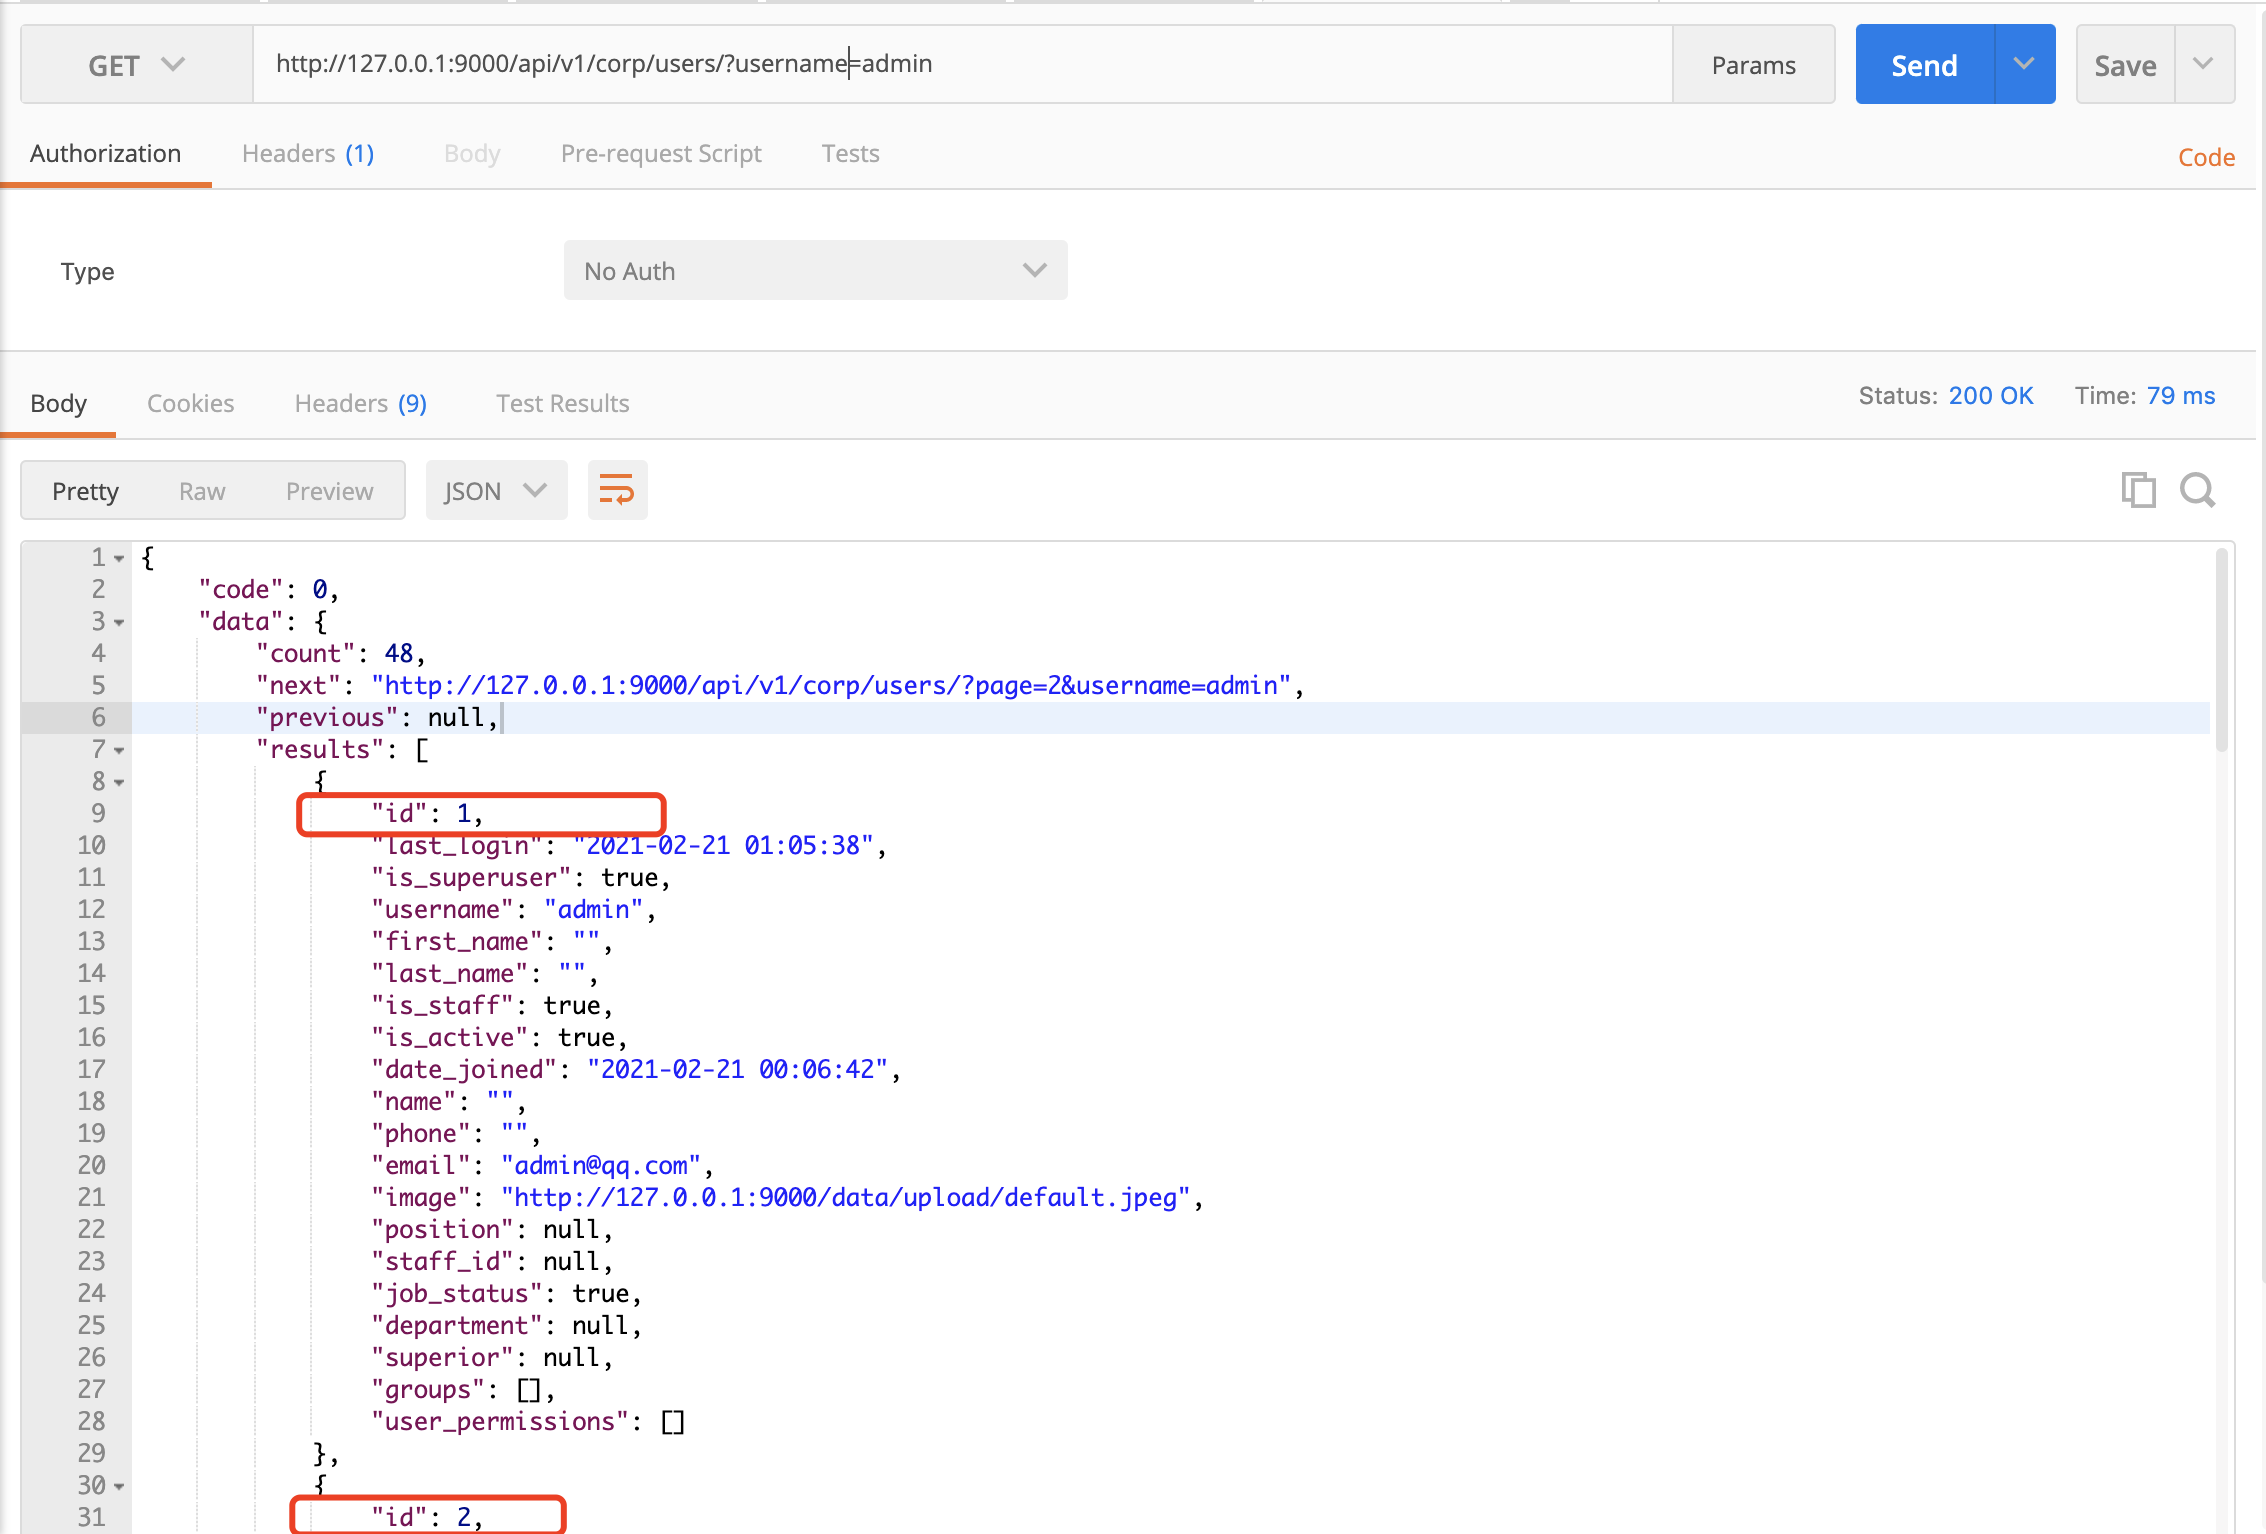 GET http://127.0.0.1:9000/api/v1/corp/users/?username=admin Params Send Save
Authorization Headers (1) Body Pre-request Script Tests Code
Type No Auth
Body Cookies Headers (9) Test Results Status: 200 OK Time: 79 ms
Pretty Raw Preview JSON
1 {
2 "code": 0,
3 "data": {
4 "count": 48,
5 "next": "http://127.0.0.1:9000/api/v1/corp/users/?page=2&username=admin",
6 "previous": null,
7 "results": [
8 {
9 "id": 1,
10 "last_login": "2021-02-21 01:05:38",
11 "is_superuser": true,
12 "username": "admin",
13 "first_name": "",
14 "last_name": "",
15 "is_staff": true,
16 "is_active": true,
17 "date_joined": "2021-02-21 00:06:42",
18 "name": "",
19 "phone": "",
20 "email": "admin@qq.com",
21 "image": "http://127.0.0.1:9000/data/upload/default.jpeg",
22 "position": null,
23 "staff_id": null,
24 "job_status": true,
25 "department": null,
26 "superior": null,
27 "groups": [],
28 "user_permissions": []
29 },
30 {
31 "id": 2,